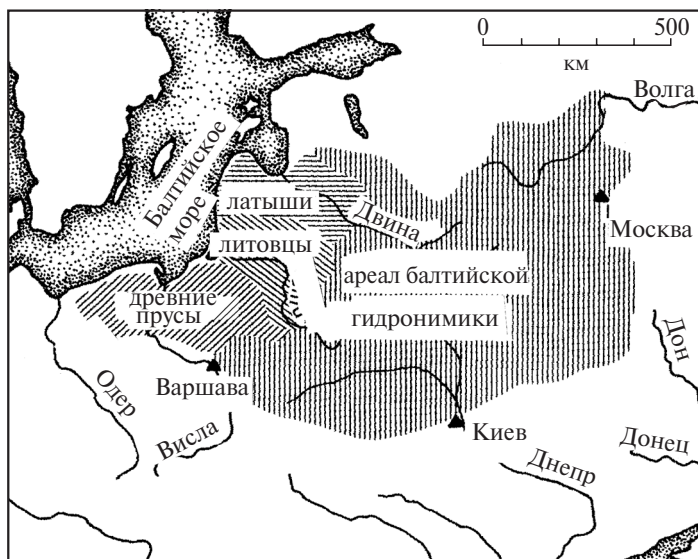 0 500
км
Волга
Балтийское
море
латыши
Двина
Москва
литовцы
ареал балтийской
древние
прусы
гидронимики
Дон
Варшава
Одер
Висла
Киев
Донец
Днепр